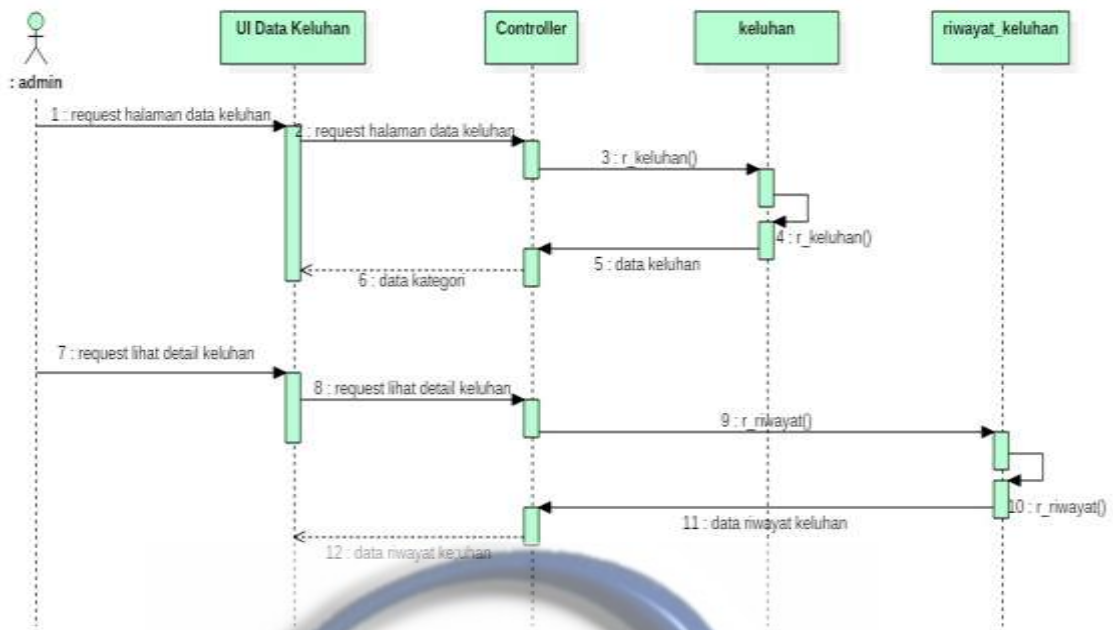 UI Data Keluhan
Controller
keluhan
riwayat_keluhan
: admin
1 : request halaman data keluhan
2 : request halaman data keluhan
3 : r_keluhan()
4 : r_keluhan()
5 : data keluhan
6 : data kategori
7 : request lihat detail keluhan
8 : request lihat detail keluhan
9 : r_riwayat()
10 : r_riwayat()
11 : data riwayat keluhan
12 : data riwayat keluhan